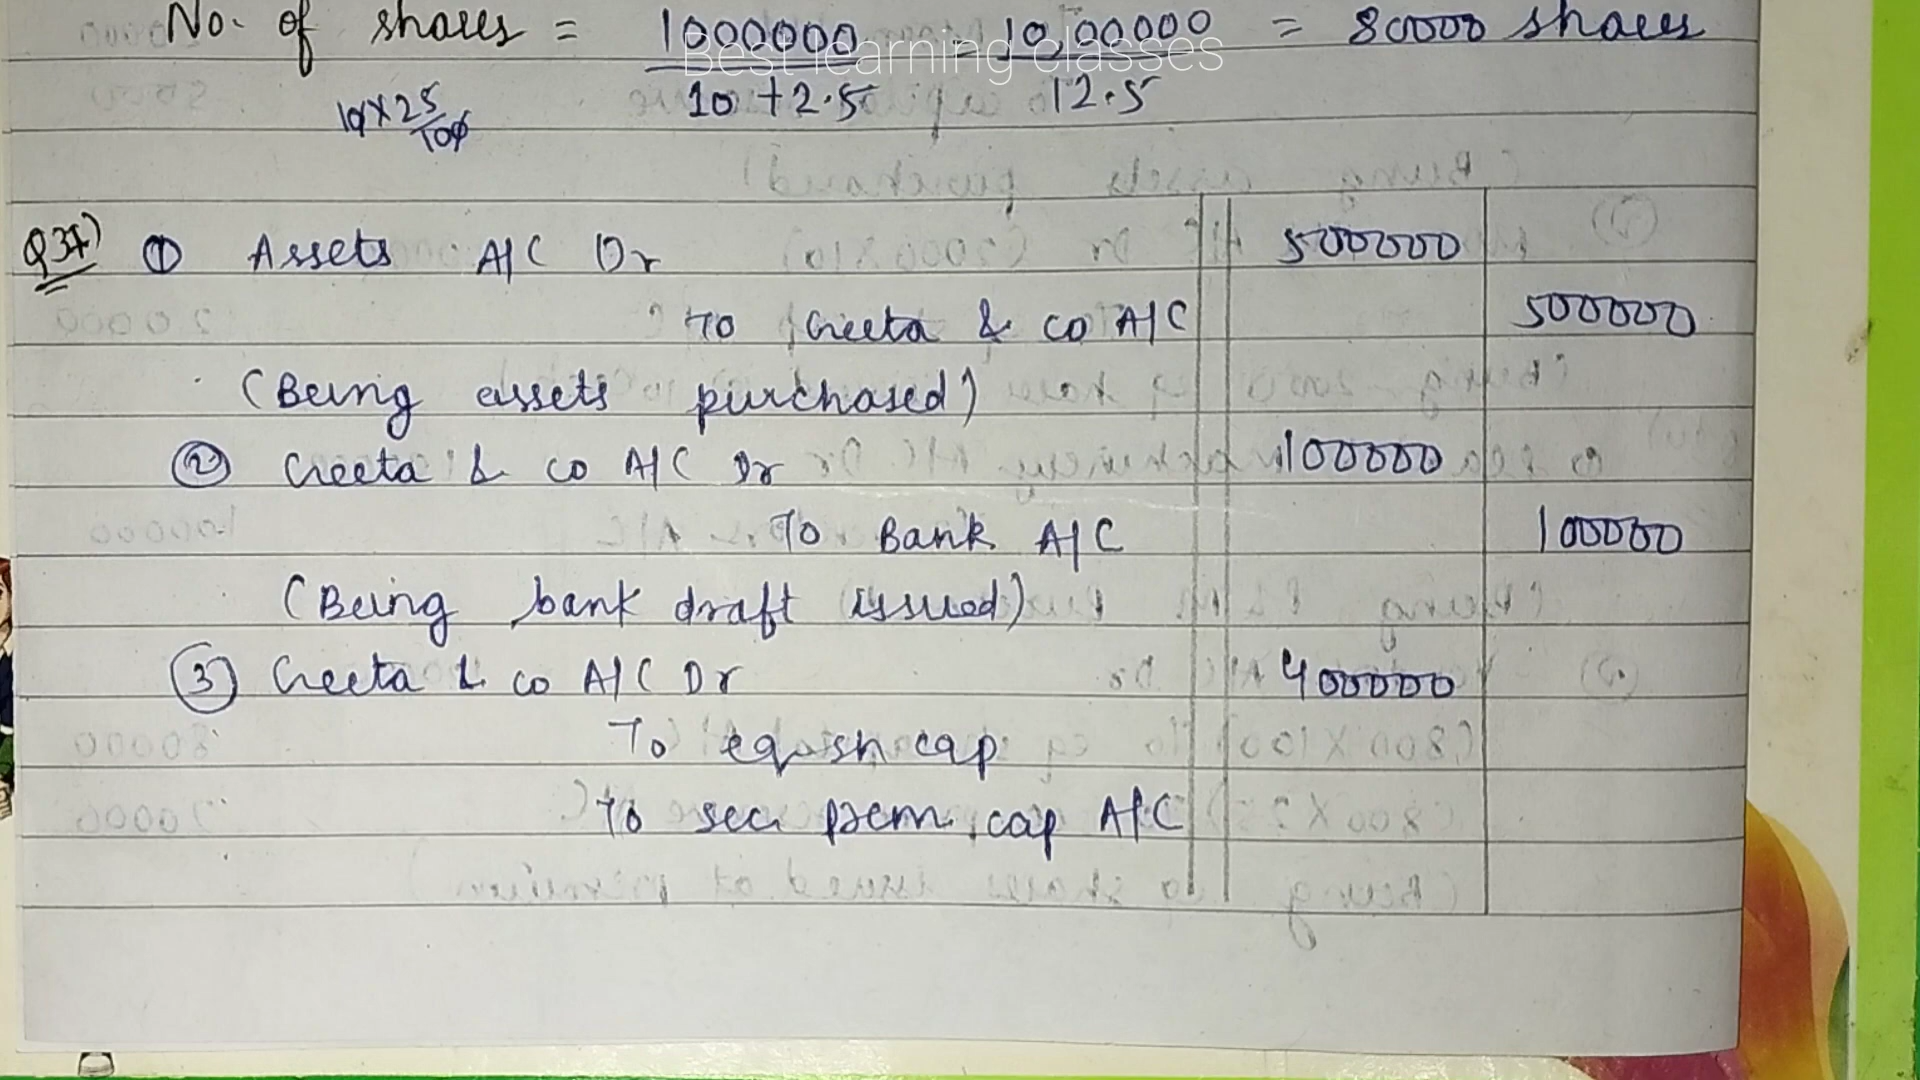 No. of shares = 1000000 / 10 + 2.5 = 10,00000 / 12.5 = 80000 shares
10 x 25/100
Best learning classes
Q37) ① Assets A/C Dr 500000
To Geeta & co A/C 500000
(Being assets purchased)
② Geeta & co A/C Dr 100000
To Bank A/C 100000
(Being bank draft issued)
③ Geeta & co A/C Dr 400000
To eq sh cap
To sec prem. cap A/C